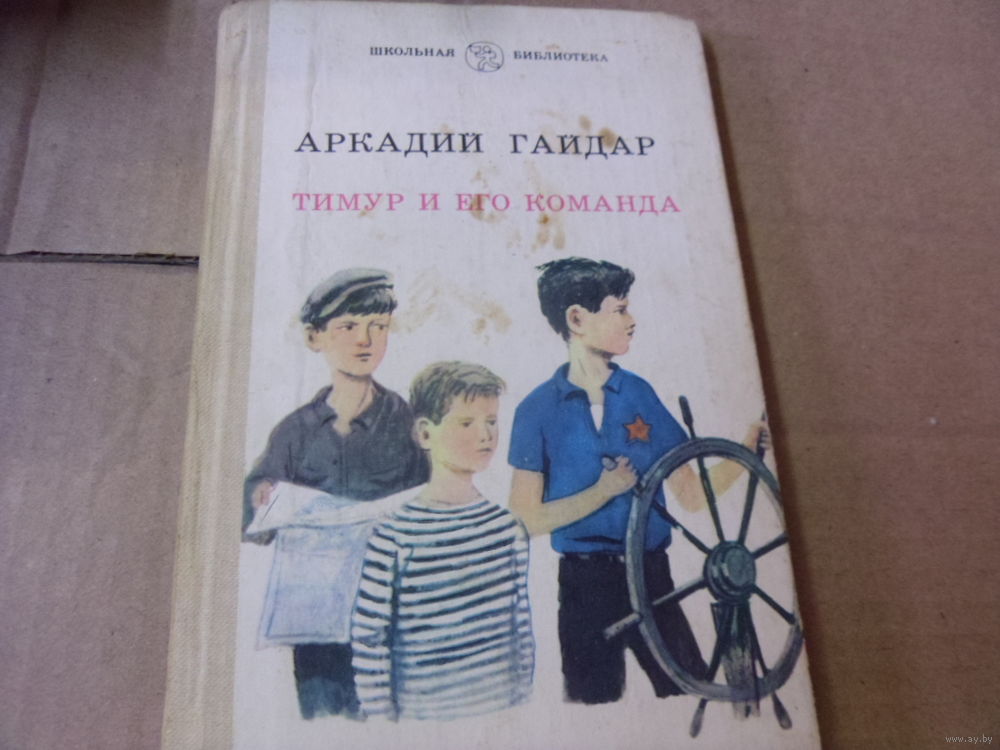 ШКОЛЬНАЯ БИБЛИОТЕКА
АРКАДИЙ ГАЙДАР
ТИМУР И ЕГО КОМАНДА
www.ay.by